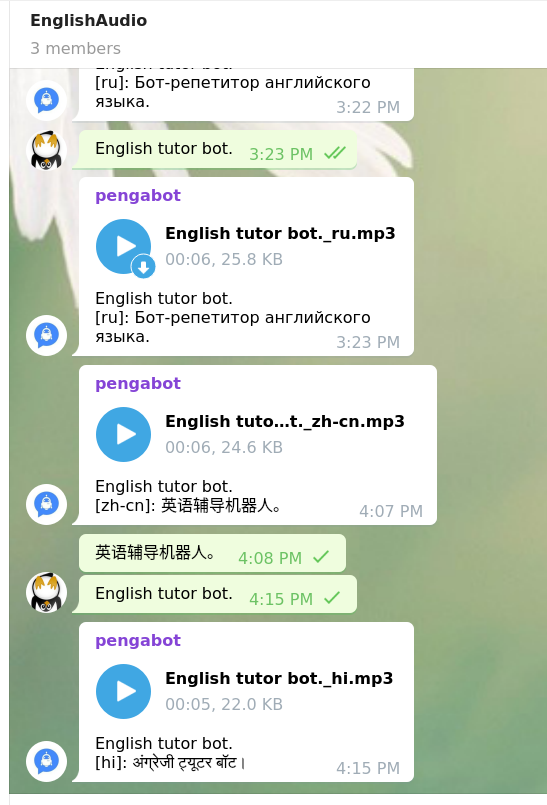 EnglishAudio
3 members
English tutor bot.
[ru]: Бот-репетитор английского
языка.
3:22 PM
English tutor bot.
3:23 PM
pengabot
English tutor bot._ru.mp3
00:06, 25.8 KB
English tutor bot.
[ru]: Бот-репетитор английского
языка.
3:23 PM
pengabot
English tuto...t._zh-cn.mp3
00:06, 24.6 KB
English tutor bot.
[zh-cn]: 英语辅导机器人。
4:07 PM
英语辅导机器人。
4:08 PM
English tutor bot.
4:15 PM
pengabot
English tutor bot._hi.mp3
00:05, 22.0 KB
English tutor bot.
[hi]: अंग्रेजी ट्यूटर बॉट।
4:15 PM